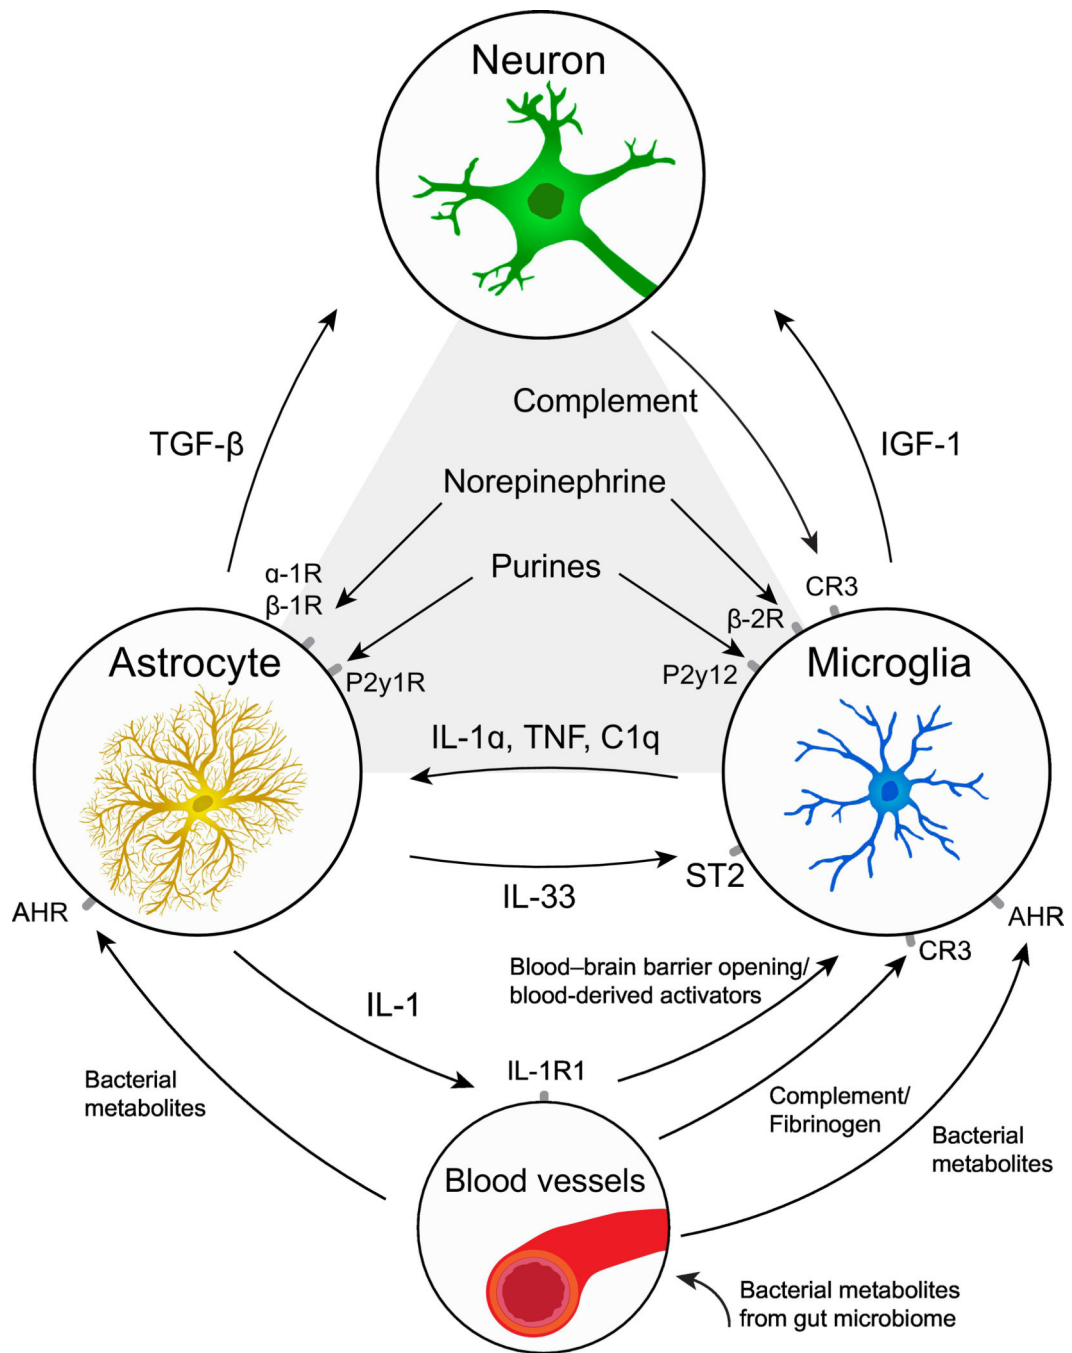 Neuron
Complement
TGF-β
IGF-1
Norepinephrine
Purines
α-1R
β-1R
CR3
β-2R
Astrocyte
P2y1R
P2y12
Microglia
IL-1α, TNF, C1q
ST2
IL-33
AHR
AHR
CR3
Blood–brain barrier opening/
blood-derived activators
IL-1
IL-1R1
Bacterial
metabolites
Complement/
Fibrinogen
Bacterial
metabolites
Blood vessels
Bacterial metabolites
from gut microbiome